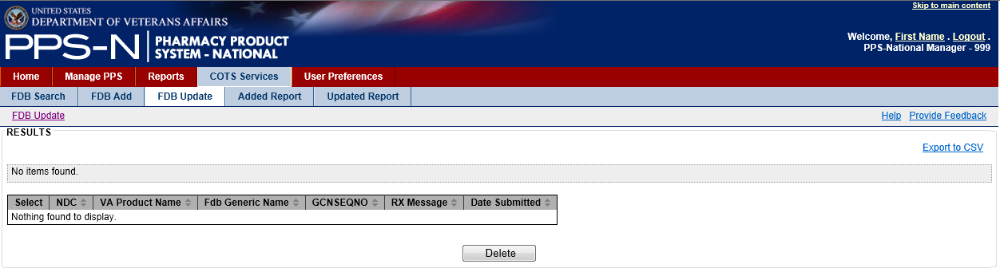 Skip to main content
UNITED STATES
DEPARTMENT OF VETERANS AFFAIRS
PPS-N PHARMACY PRODUCT
SYSTEM - NATIONAL
Welcome, First Name . Logout .
PPS-National Manager - 999
Home Manage PPS Reports COTS Services User Preferences
FDB Search FDB Add FDB Update Added Report Updated Report
FDB Update Help Provide Feedback
RESULTS
Export to CSV
No items found.
Select NDC VA Product Name Fdb Generic Name GCNSEQNO RX Message Date Submitted
Nothing found to display.
Delete